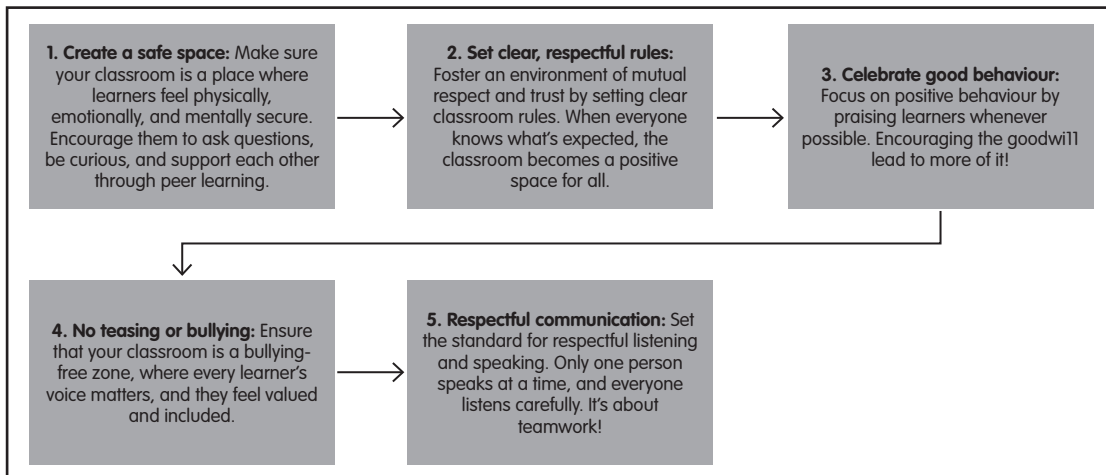 1. Create a safe space: Make sure
your classroom is a place where
learners feel physically,
emotionally, and mentally secure.
Encourage them to ask questions,
be curious, and support each other
through peer learning.
2. Set clear, respectful rules:
Foster an environment of mutual
respect and trust by setting clear
classroom rules. When everyone
knows what's expected, the
classroom becomes a positive
space for all.
3. Celebrate good behaviour:
Focus on positive behaviour by
praising learners whenever
possible. Encouraging the goodwi11
lead to more of it!
4. No teasing or bullying: Ensure
that your classroom is a bullying-
free zone, where every learner's
voice matters, and they feel valued
and included.
5. Respectful communication: Set
the standard for respectful listening
and speaking. Only one person
speaks at a time, and everyone
listens carefully. It's about
teamwork!